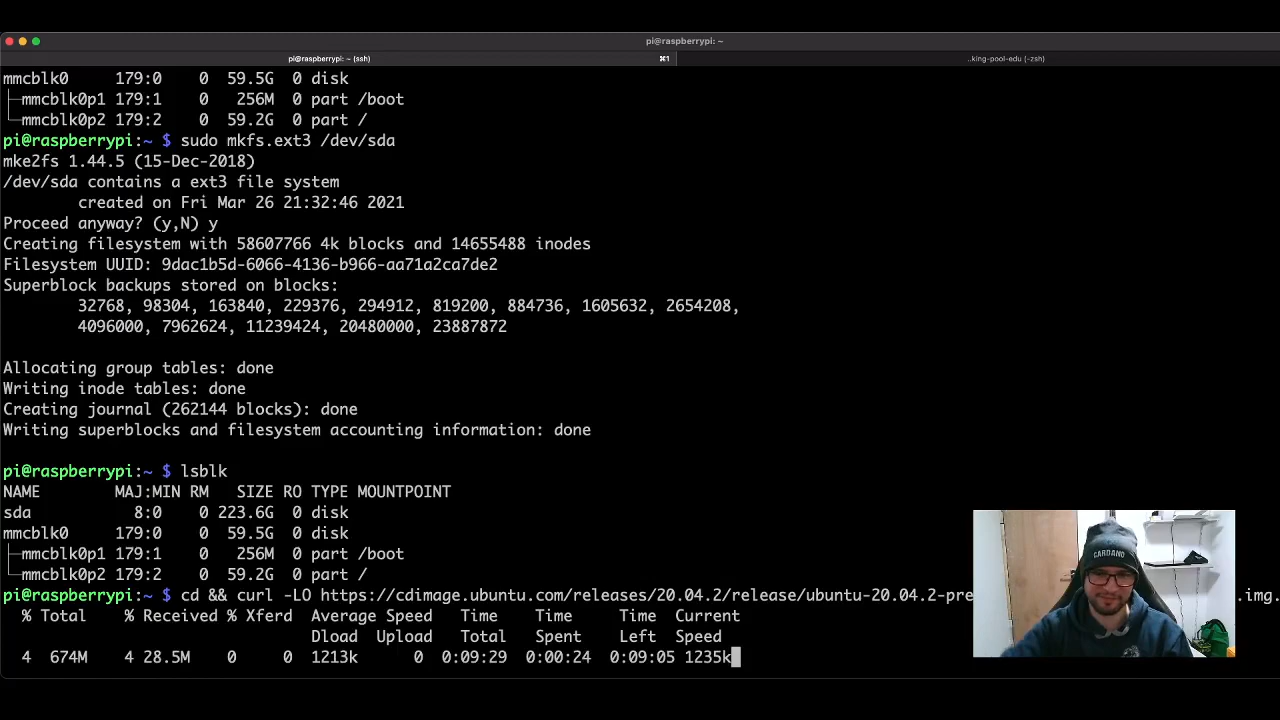 pi@raspberrypi: ~
pi@raspberrypi: ~ (ssh) ⌘1 ..king-pool-edu (-zsh)
mmcblk0 179:0 0 59.5G 0 disk
├─mmcblk0p1 179:1 0 256M 0 part /boot
└─mmcblk0p2 179:2 0 59.2G 0 part /
pi@raspberrypi:~ $ sudo mkfs.ext3 /dev/sda
mke2fs 1.44.5 (15-Dec-2018)
/dev/sda contains a ext3 file system
created on Fri Mar 26 21:32:46 2021
Proceed anyway? (y,N) y
Creating filesystem with 58607766 4k blocks and 14655488 inodes
Filesystem UUID: 9dac1b5d-6066-4136-b966-aa71a2ca7de2
Superblock backups stored on blocks:
32768, 98304, 163840, 229376, 294912, 819200, 884736, 1605632, 2654208,
4096000, 7962624, 11239424, 20480000, 23887872
Allocating group tables: done
Writing inode tables: done
Creating journal (262144 blocks): done
Writing superblocks and filesystem accounting information: done
pi@raspberrypi:~ $ lsblk
NAME MAJ:MIN RM SIZE RO TYPE MOUNTPOINT
sda 8:0 0 223.6G 0 disk
mmcblk0 179:0 0 59.5G 0 disk
├─mmcblk0p1 179:1 0 256M 0 part /boot
└─mmcblk0p2 179:2 0 59.2G 0 part /
CARDANO
pi@raspberrypi:~ $ cd && curl -LO https://cdimage.ubuntu.com/releases/20.04.2/release/ubuntu-20.04.2-pre .img.
% Total % Received % Xferd Average Speed Time Time Time Current
Dload Upload Total Spent Left Speed
4 674M 4 28.5M 0 0 1213k 0 0:09:29 0:00:24 0:09:05 1235k